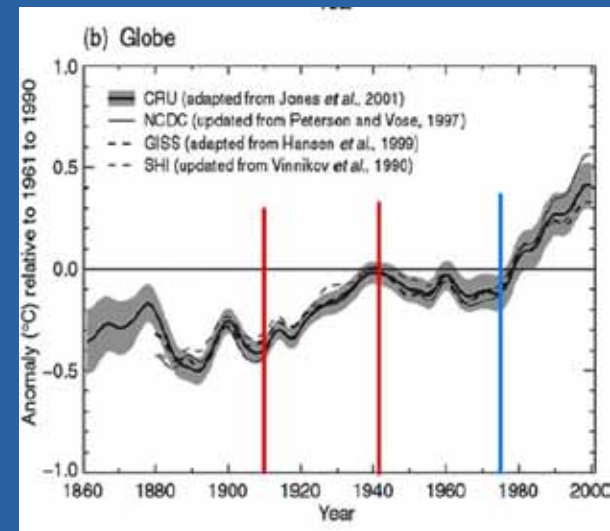 (b) Globe
1.0
CRU (adapted from Jones et al., 2001)
NCDC (updated from Peterson and Vose, 1997)
GISS (adapted from Hansen et al., 1999)
SHI (updated from Vinnikov et al., 1990)
0.5
0.0
−0.5
−1.0
Anomaly (°C) relative to 1961 to 1990
1860 1880 1900 1920 1940 1960 1980 2000
Year